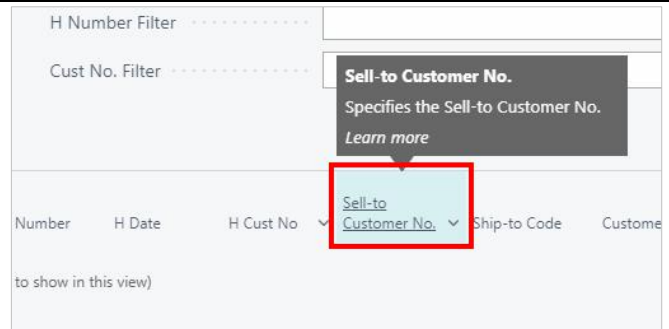 H Number Filter
Cust No. Filter
Sell-to Customer No.
Specifies the Sell-to Customer No.
Learn more
Number H Date H Cust No Sell-to Customer No. Ship-to Code Custome
to show in this view)